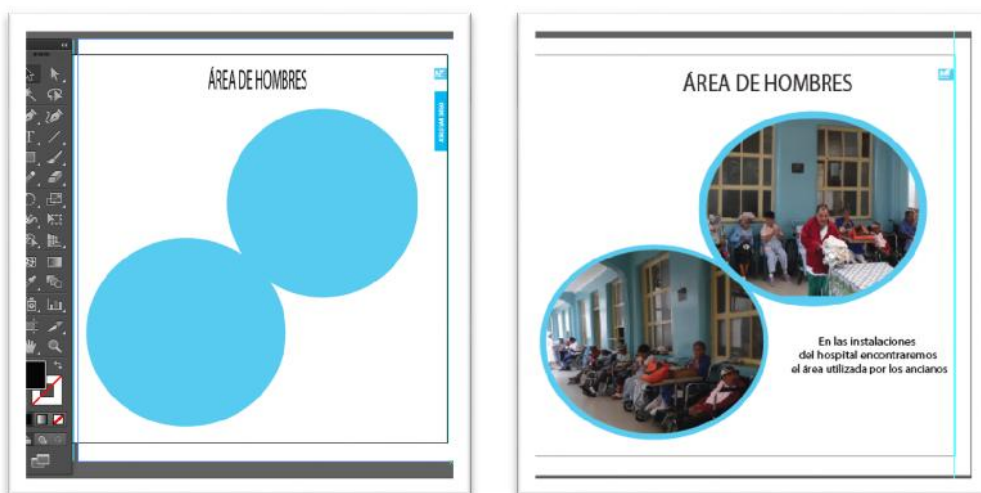 ÁREA DE HOMBRES
ÁREA DE HOMBRES
En las instalaciones
del hospital encontraremos
el área utilizada por los ancianos